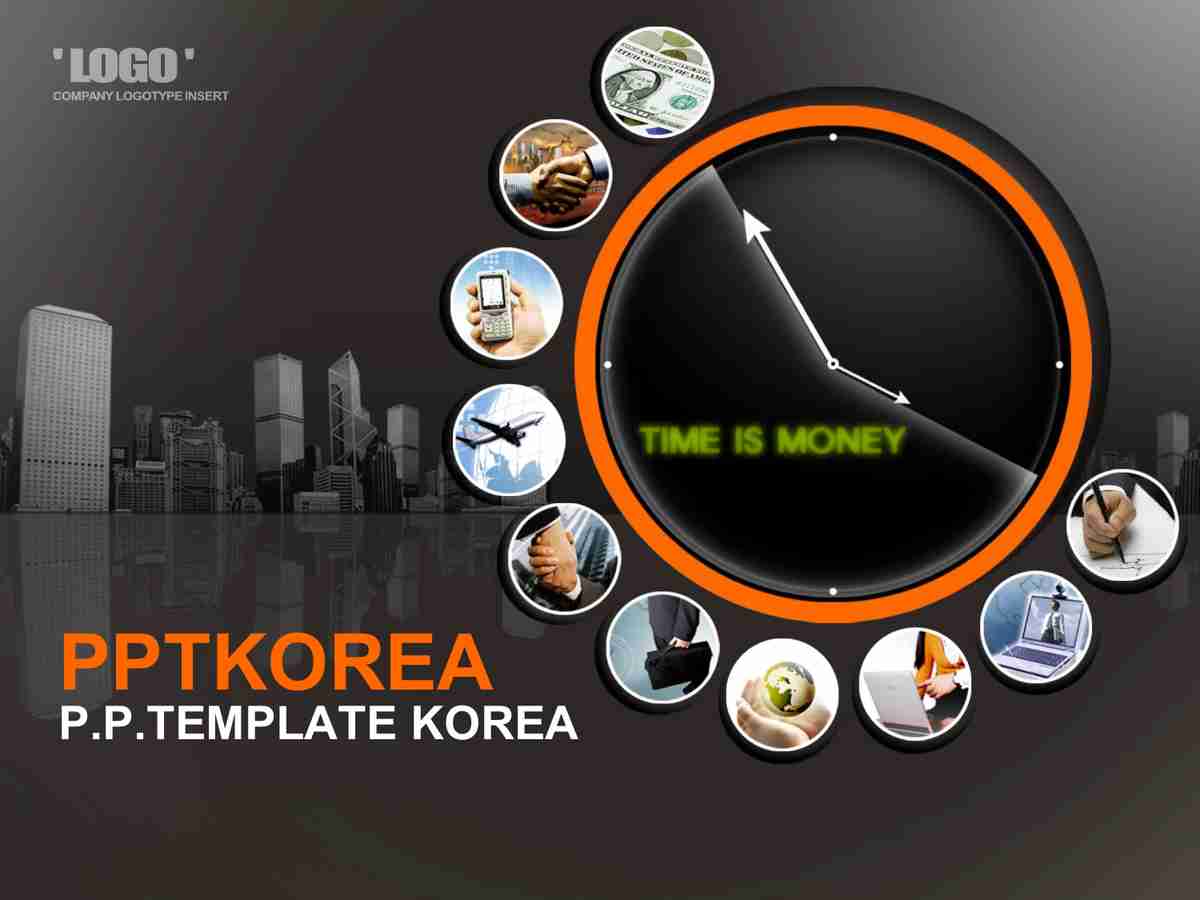 'LOGO'
COMPANY LOGOTYPE INSERT
TIME IS MONEY
PPTKOREA
P.P.TEMPLATE KOREA